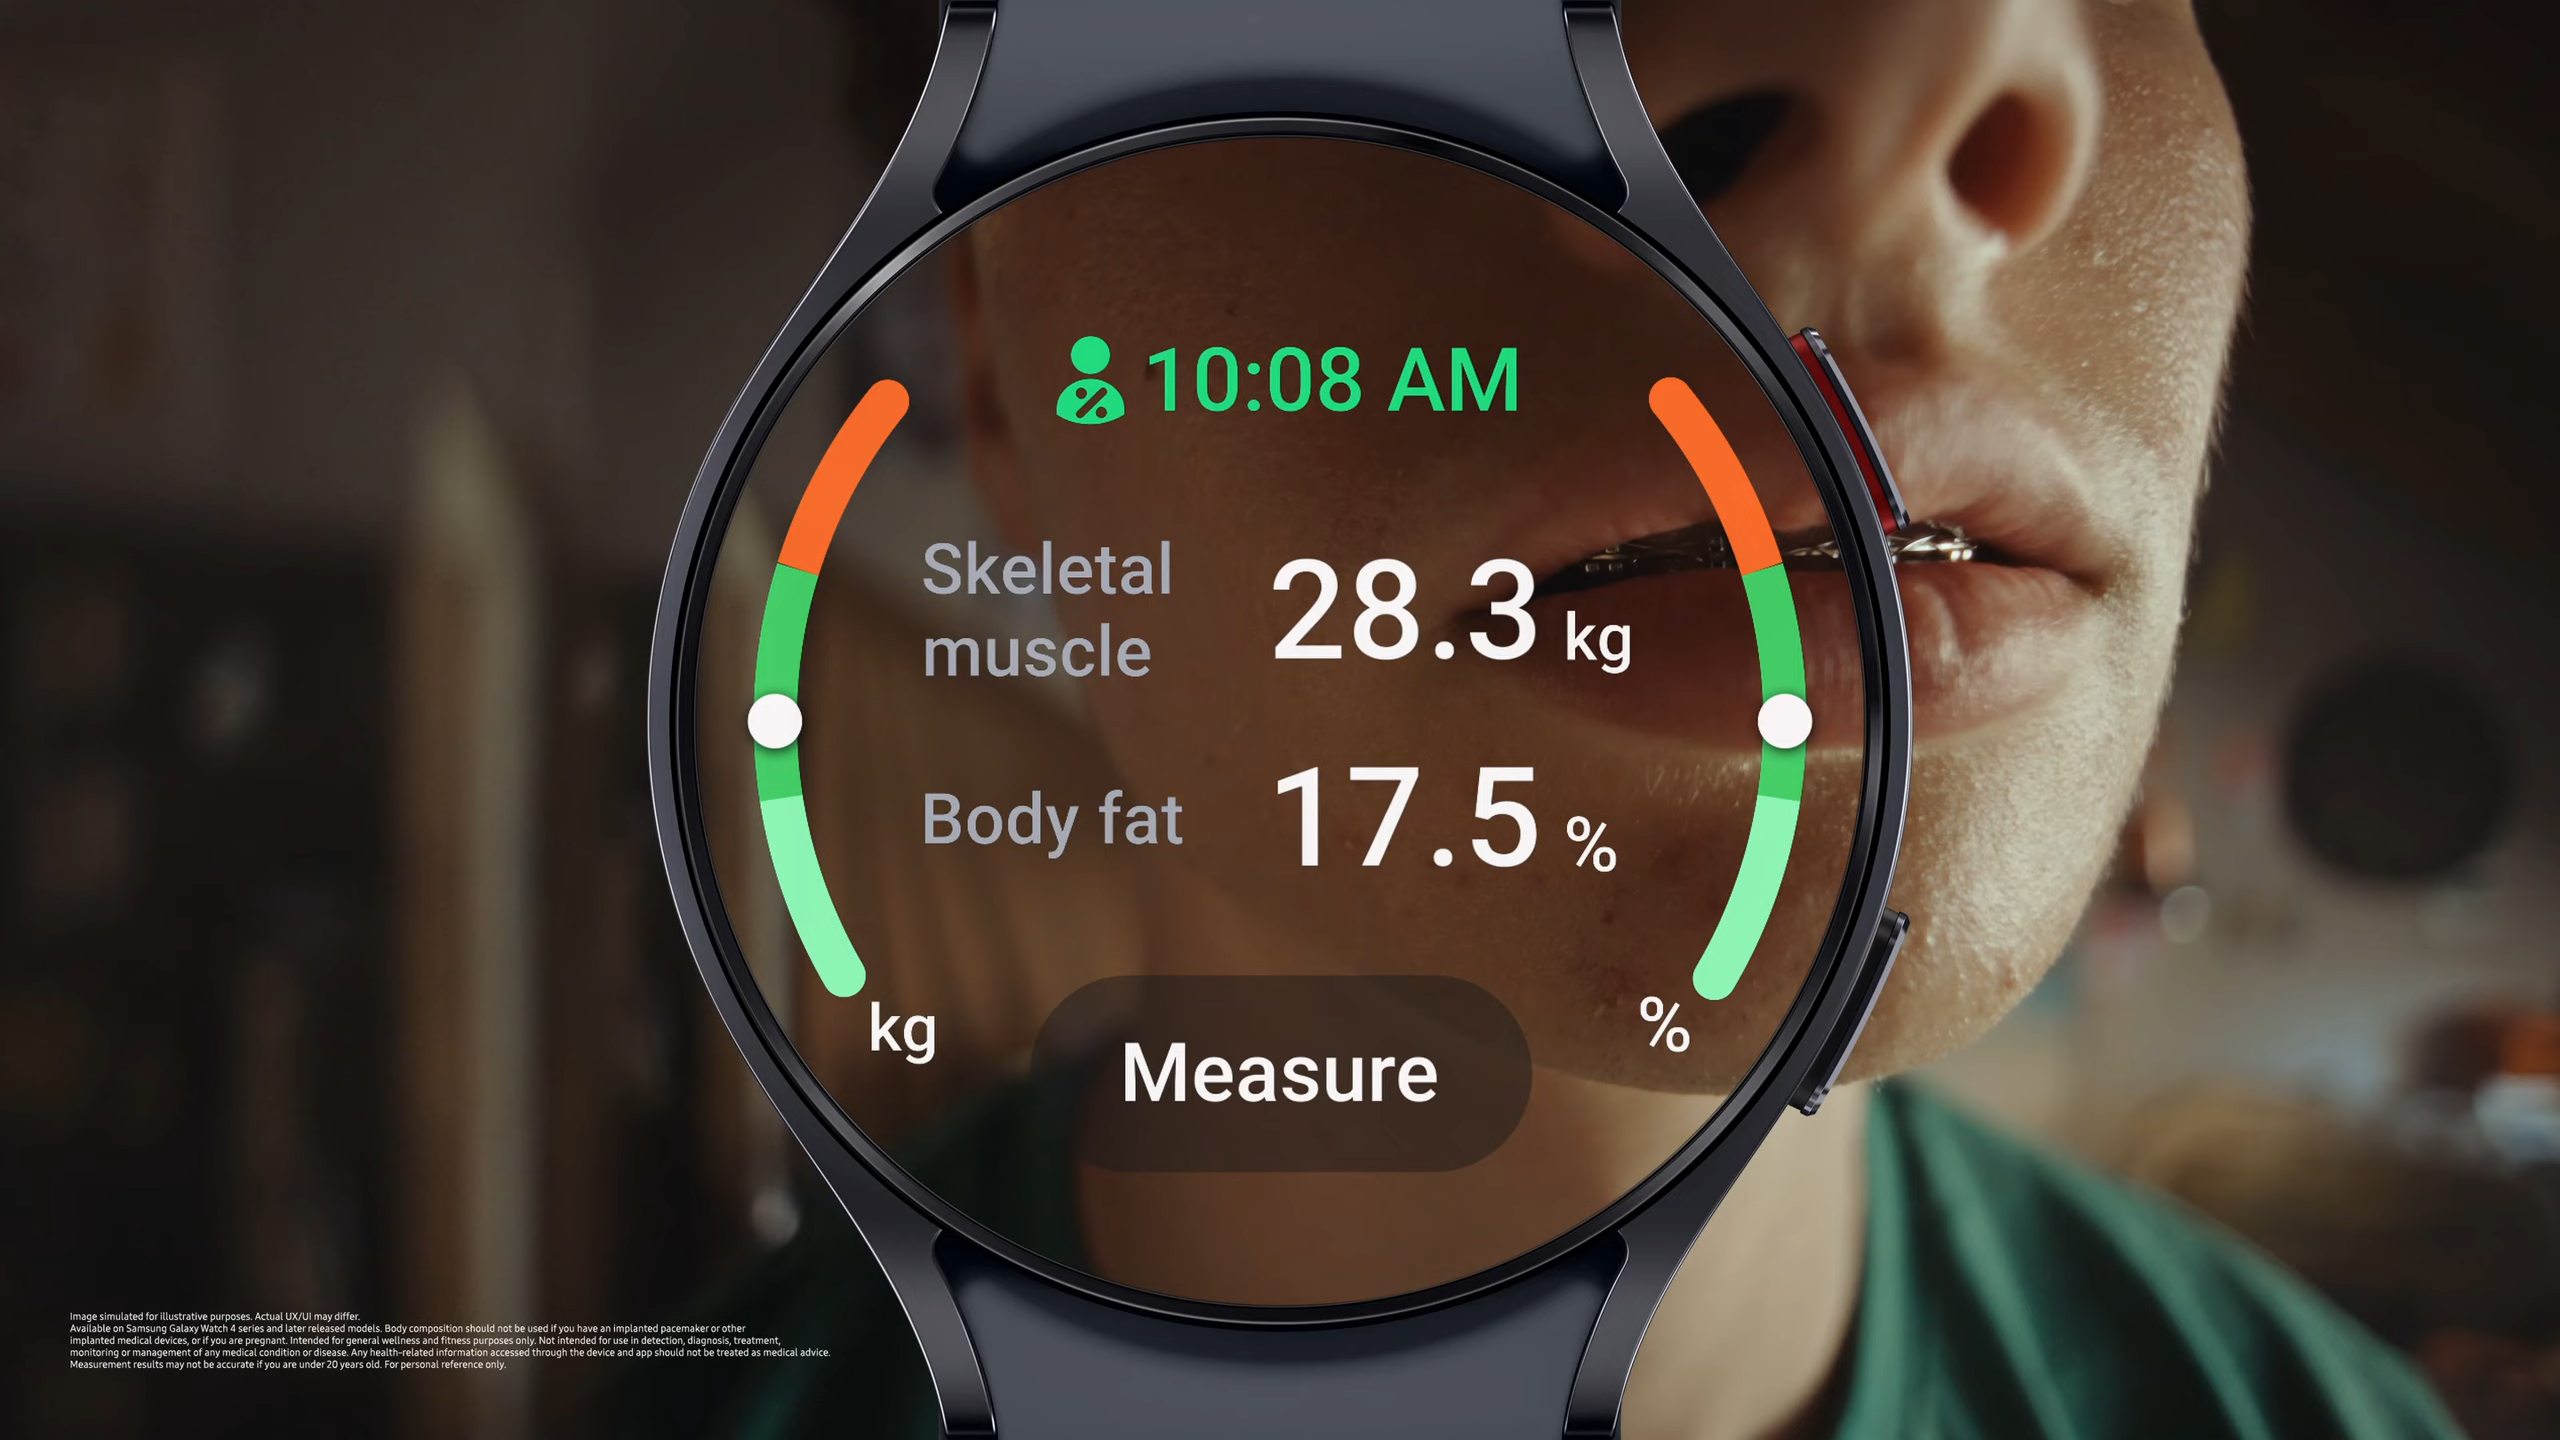 10:08 AM
Skeletal
muscle
28.3 kg
Body fat
17.5 %
kg
%
Measure
Image simulated for illustrative purposes. Actual UX/UI may differ.
Available on Samsung Galaxy Watch 4 series and later released models. Body composition should not be used if you have an implanted pacemaker or other
implanted medical devices, or if you are pregnant. Intended for general wellness and fitness purposes only. Not intended for use in detection, diagnosis, treatment,
monitoring or management of any medical condition or disease. Any health-related information accessed through the device and app should not be treated as medical advice.
Measurement results may not be accurate if you are under 20 years old. For personal reference only.